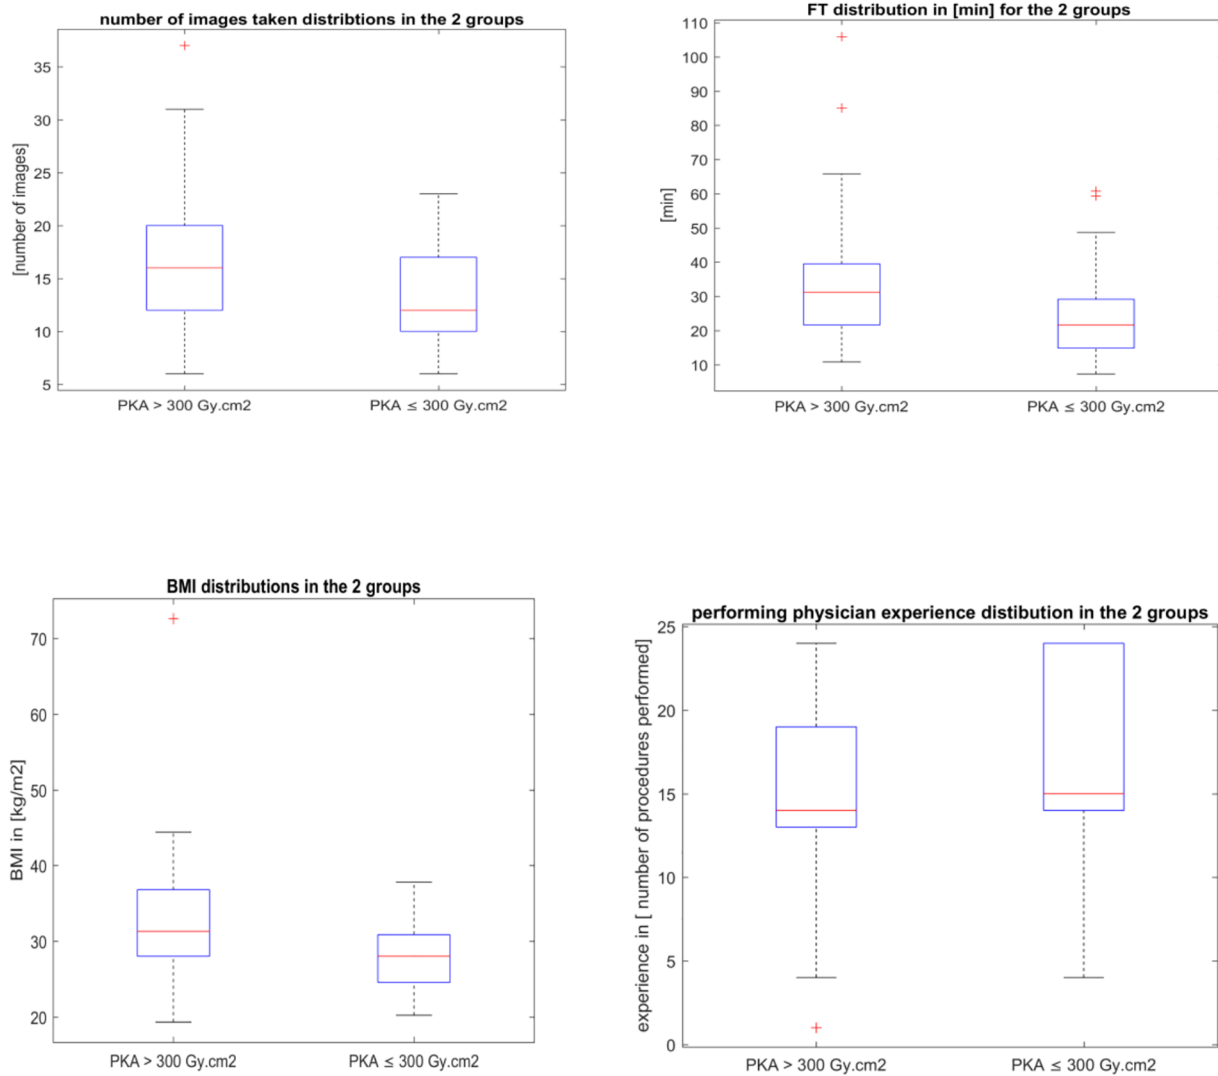 number of images taken distribtions in the 2 groups
[number of images]
35
30
25
20
15
10
5
PKA > 300 Gy.cm2
PKA ≤ 300 Gy.cm2
FT distribution in [min] for the 2 groups
[min]
110
100
90
80
70
60
50
40
30
20
10
PKA > 300 Gy.cm2
PKA ≤ 300 Gy.cm2
BMI distributions in the 2 groups
BMI in [kg/m2]
70
60
50
40
30
20
PKA > 300 Gy.cm2
PKA ≤ 300 Gy.cm2
performing physician experience distibution in the 2 groups
experience in [ number of procedures performed]
25
20
15
10
5
0
PKA > 300 Gy.cm2
PKA ≤ 300 Gy.cm2